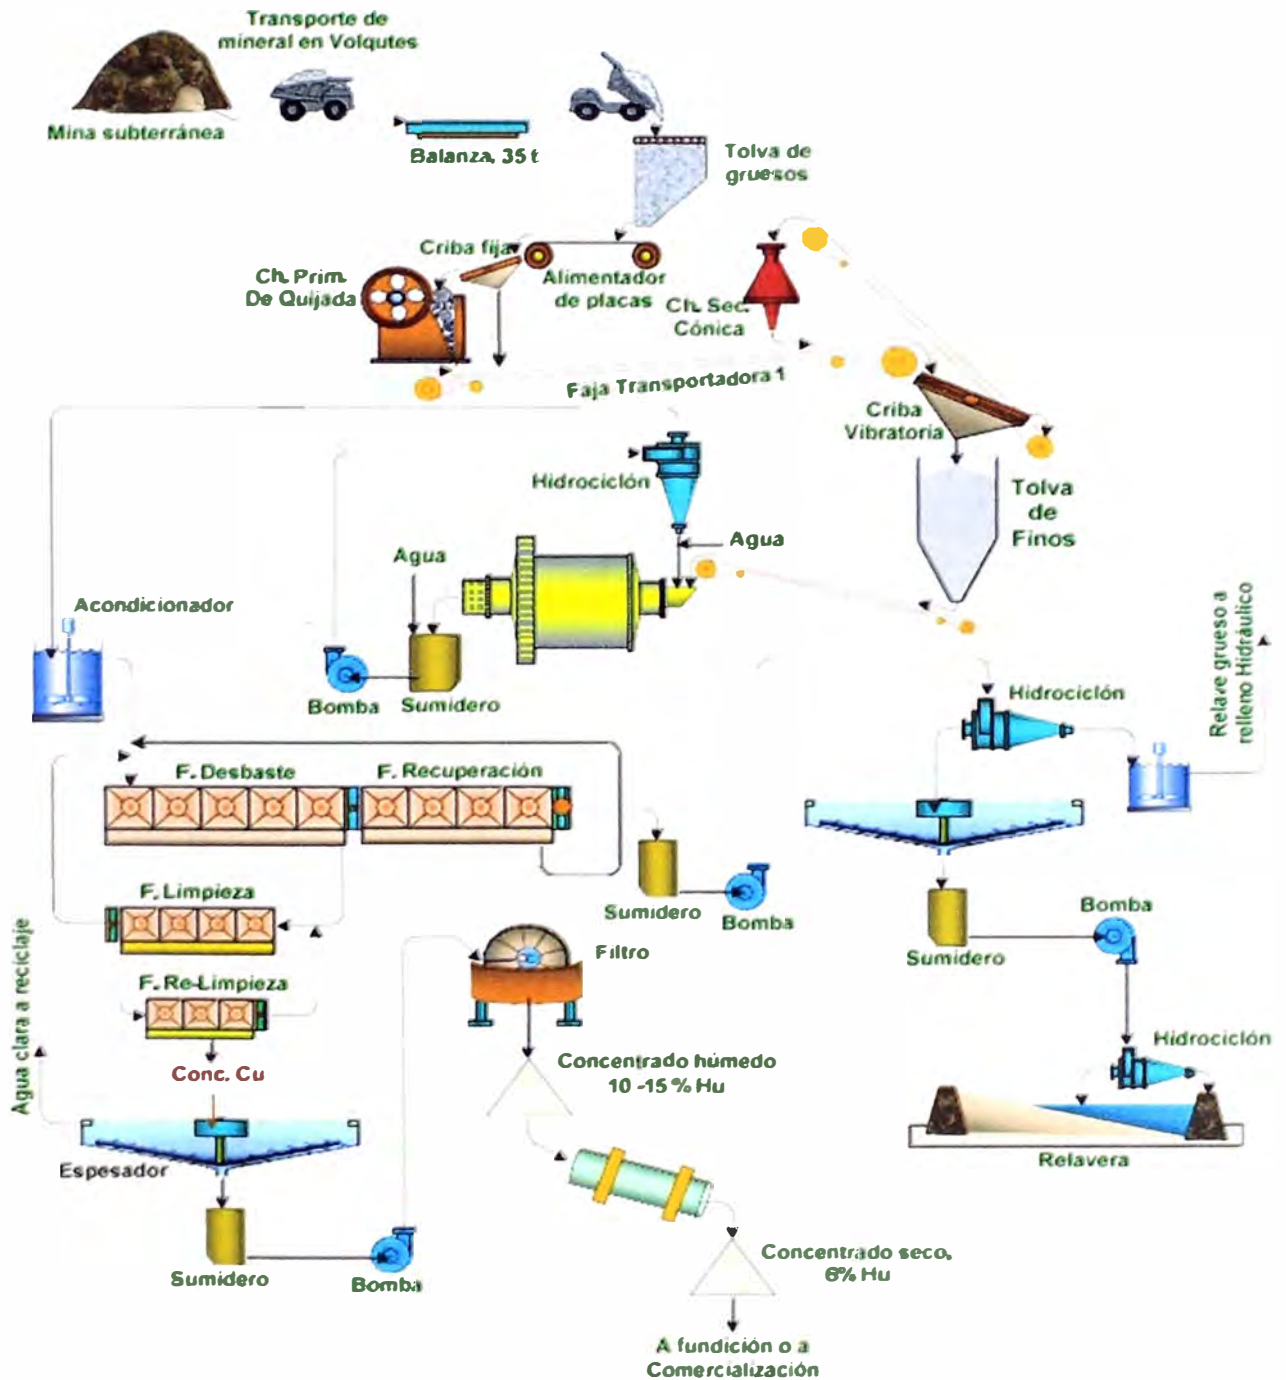 Transporte de
mineral en Volqutes
Mina subterránea
Balanza, 35 t
Tolva de
gruesos
Criba fija
Ch. Prim.
De Quijada
Alimentador
de placas
Ch. Sec.
Cónica
Faja Transportadora 1
Criba
Vibratoria
Hidrociclón
Tolva
de
Finos
Agua
Agua
Acondicionador
Bomba
Sumidero
Hidrociclón
Relave grueso a
relleno Hidráulico
F. Desbaste
F. Recuperación
F. Limpieza
Sumidero
Bomba
Filtro
Sumidero
Bomba
F. Re-Limpieza
Agua clara a reciclaje
Conc. Cu
Concentrado húmedo
10 -15 % Hu
Hidrociclón
Relavera
Espesador
Sumidero
Bomba
Concentrado seco,
6% Hu
A fundición o a
Comercialización